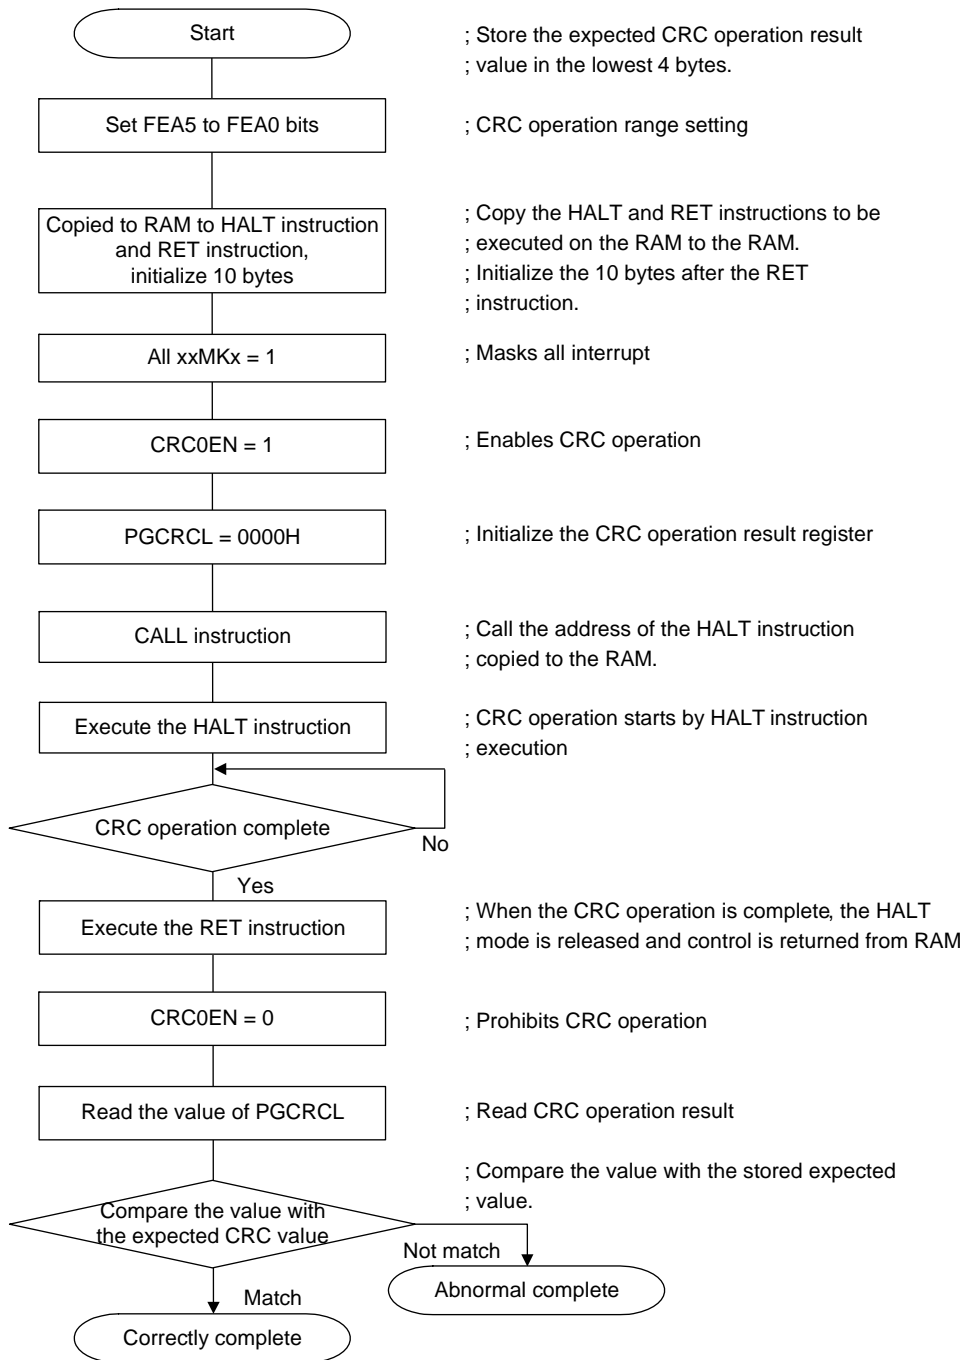 Start
; Store the expected CRC operation result
; value in the lowest 4 bytes.
Set FEA5 to FEA0 bits
; CRC operation range setting
Copied to RAM to HALT instruction
and RET instruction,
initialize 10 bytes
; Copy the HALT and RET instructions to be
; executed on the RAM to the RAM.
; Initialize the 10 bytes after the RET
; instruction.
All xxMKx = 1
; Masks all interrupt
CRC0EN = 1
; Enables CRC operation
PGCRCL = 0000H
; Initialize the CRC operation result register
CALL instruction
; Call the address of the HALT instruction
; copied to the RAM.
Execute the HALT instruction
; CRC operation starts by HALT instruction
; execution
CRC operation complete
No
Yes
Execute the RET instruction
; When the CRC operation is complete, the HALT
; mode is released and control is returned from RAM
CRC0EN = 0
; Prohibits CRC operation
Read the value of PGCRCL
; Read CRC operation result
; Compare the value with the stored expected
; value.
Compare the value with
the expected CRC value
Not match
Match
Abnormal complete
Correctly complete